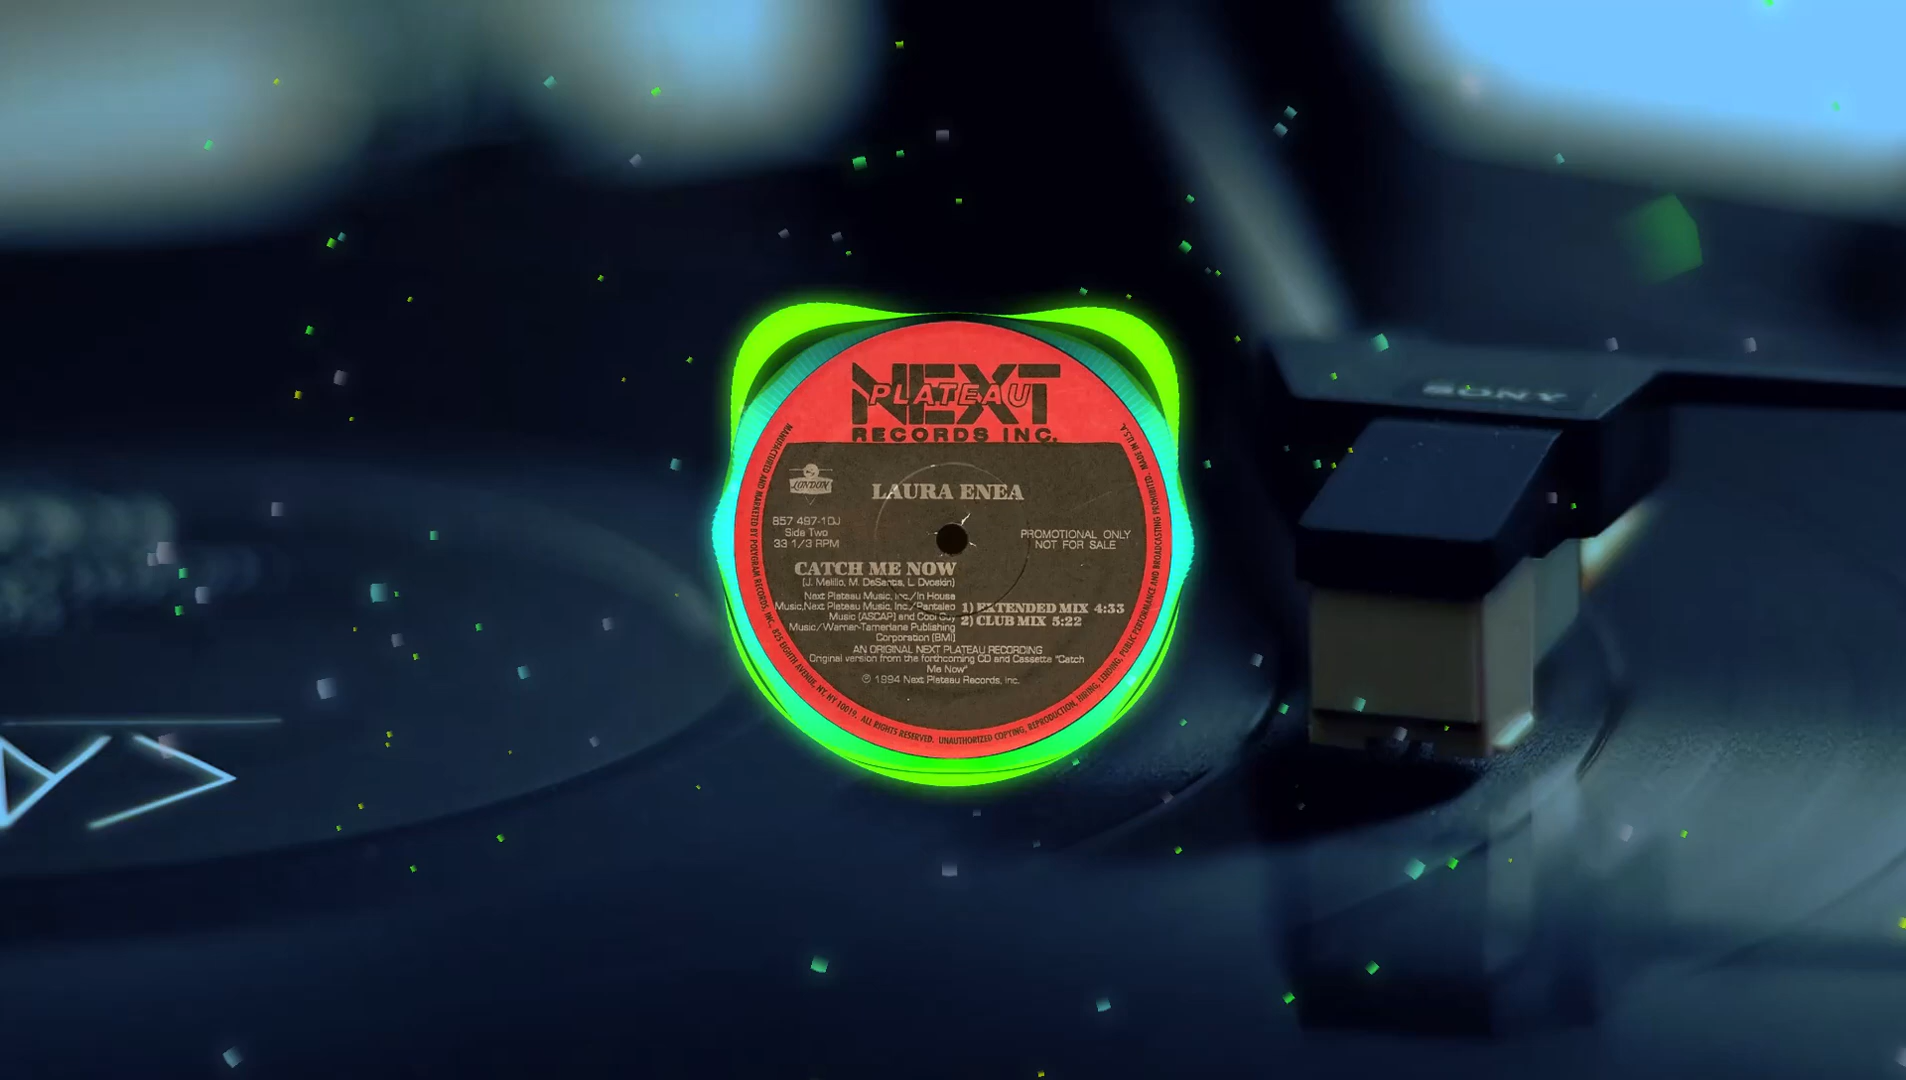 NEXT
PLATEAU
RECORDS INC.
LONDON
LAURA ENEA
857 497-1 DJ
Side Two
33 1/3 RPM
PROMOTIONAL ONLY
NOT FOR SALE
CATCH ME NOW
(J. Melillo, M. DeSantis, L. Dvoskin)
Next Plateau Music, Inc./In House
Music,Next Plateau Music, Inc./Pantaleo
Music (ASCAP) and Cool Guy
Music/Warner-Tamerlane Publishing
Corporation (BMI)
1) EXTENDED MIX 4:33
2) CLUB MIX 5:22
AN ORIGINAL NEXT PLATEAU RECORDING
Original version from the forthcoming CD and Cassette "Catch
Me Now"
℗ 1994 Next Plateau Records, Inc.
MANUFACTURED AND MARKETED BY POLYGRAM RECORDS, INC., 825 EIGHTH AVENUE, NY, NY 10019. ALL RIGHTS RESERVED. UNAUTHORIZED COPYING, REPRODUCTION, HIRING, LENDING, PUBLIC PERFORMANCE AND BROADCASTING PROHIBITED. MADE IN U.S.A.
SONY